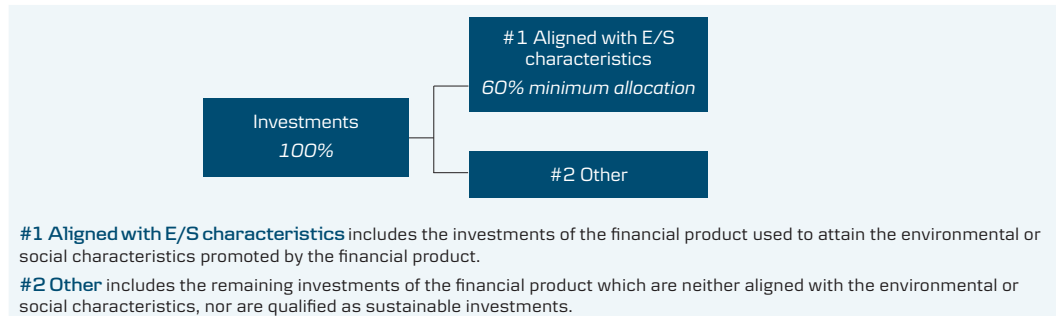 #1 Aligned with E/S
characteristics
60% minimum allocation
Investments
100%
#2 Other
#1 Aligned with E/S characteristics includes the investments of the financial product used to attain the environmental or
social characteristics promoted by the financial product.
#2 Other includes the remaining investments of the financial product which are neither aligned with the environmental or
social characteristics, nor are qualified as sustainable investments.